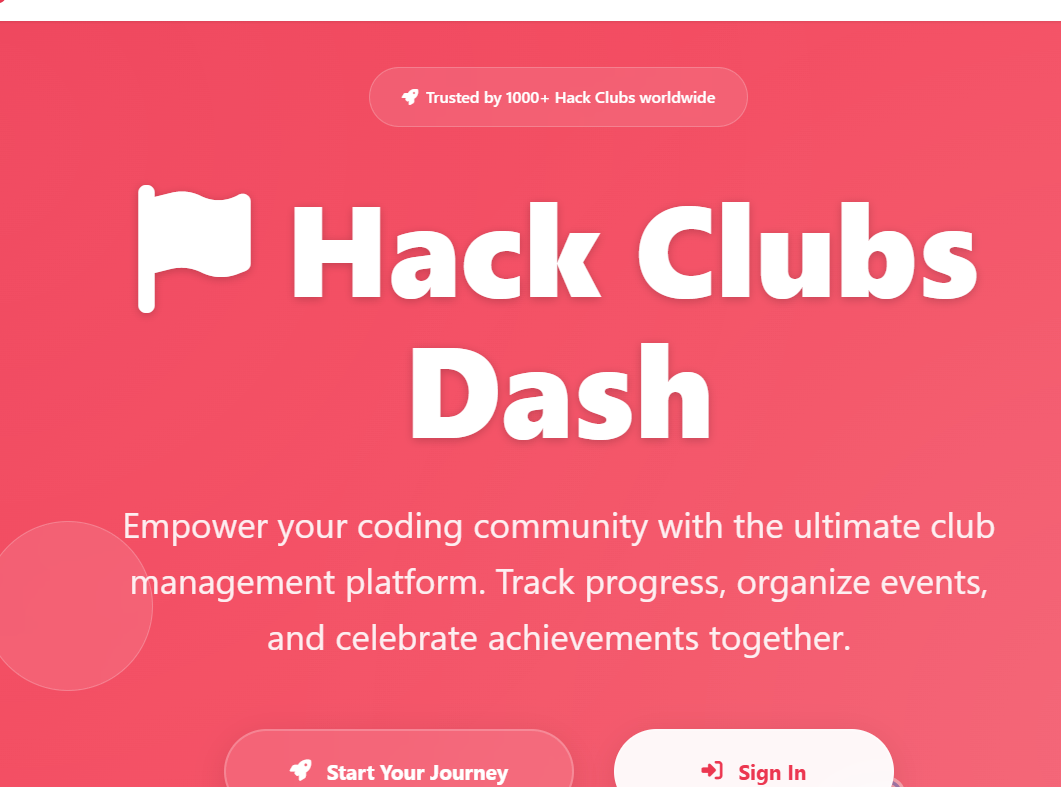 Trusted by 1000+ Hack Clubs worldwide
Hack Clubs
Dash
Empower your coding community with the ultimate club
management platform. Track progress, organize events,
and celebrate achievements together.
Start Your Journey
Sign In